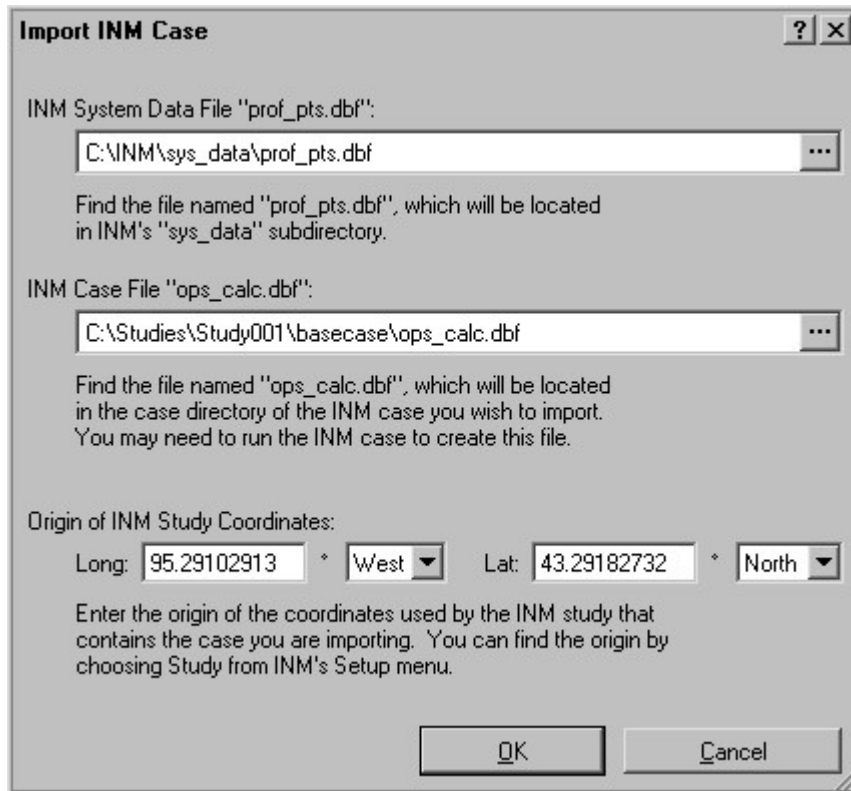 Import INM Case
? X
INM System Data File "prof_pts.dbf":
C:\INM\sys_data\prof_pts.dbf
...
Find the file named "prof_pts.dbf", which will be located
in INM's "sys_data" subdirectory.
INM Case File "ops_calc.dbf":
C:\Studies\Study001\basecase\ops_calc.dbf
...
Find the file named "ops_calc.dbf", which will be located
in the case directory of the INM case you wish to import.
You may need to run the INM case to create this file.
Origin of INM Study Coordinates:
Long: 95.29102913 ° West Lat: 43.29182732 ° North
Enter the origin of the coordinates used by the INM study that
contains the case you are importing.  You can find the origin by
choosing Study from INM's Setup menu.
OK Cancel